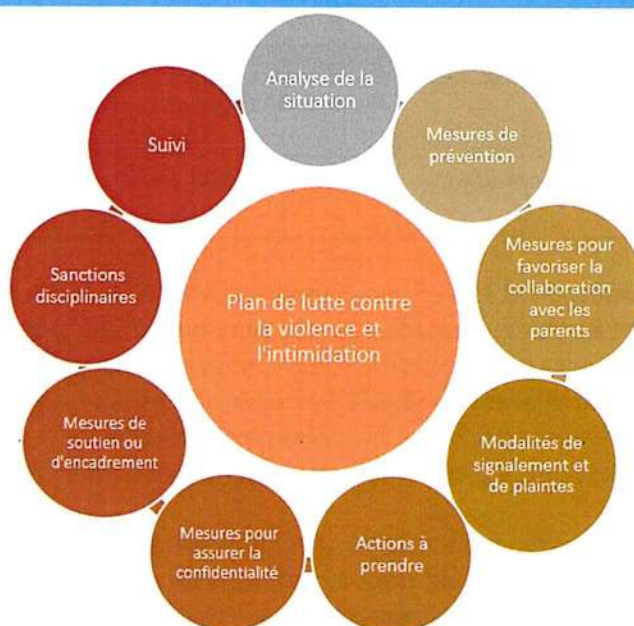 Plan de lutte contre
la violence et
l'intimidation
Analyse de la
situation
Mesures de
prévention
Mesures pour
favoriser la
collaboration
avec les
parents
Modalités de
signalement et
de plaintes
Actions à
prendre
Mesures pour
assurer la
confidentialité
Mesures de
soutien ou
d'encadrement
Sanctions
disciplinaires
Suivi